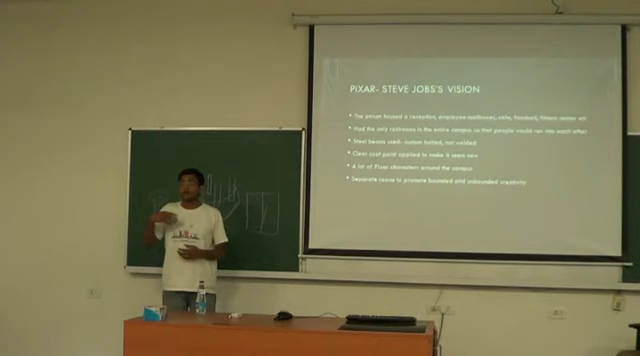 PIXAR- STEVE JOBS'S VISION
The atrium housed a reception, employee mailboxes, cafe, foosball, fitness center etc
Had the only restrooms in the entire campus so that people would run into each other
Steel beams used- custom bolted, not welded
Clear coat paint applied to make it seem new
A lot of Pixar characters around the campus
Separate rooms to promote bounded and unbounded creativity